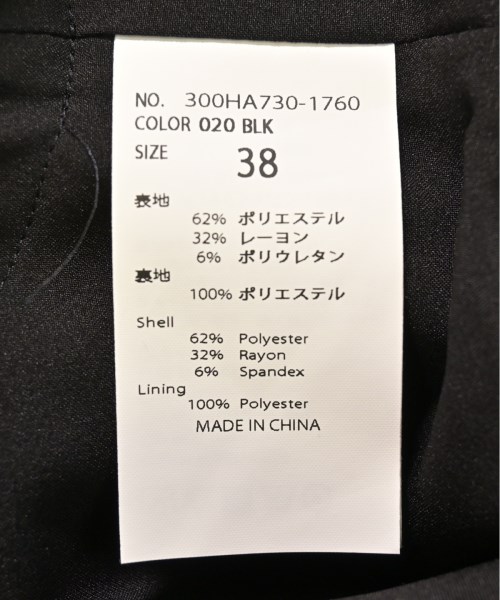 NO. 300HA730-1760
COLOR 020 BLK
SIZE 38
表地
62% ポリエステル
32% レーヨン
6% ポリウレタン
裏地
100% ポリエステル
Shell
62% Polyester
32% Rayon
6% Spandex
Lining
100% Polyester
MADE IN CHINA